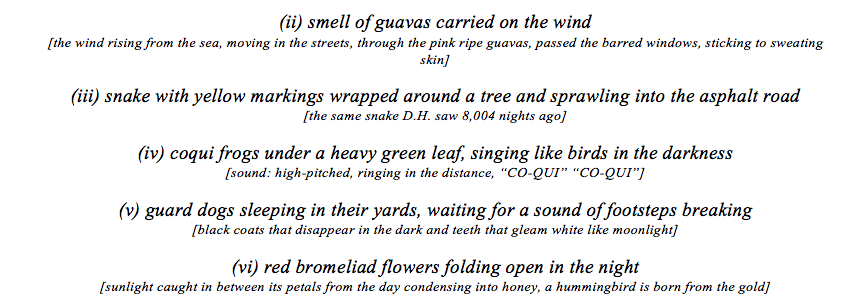 (ii) smell of guavas carried on the wind
[the wind rising from the sea, moving in the streets, through the pink ripe guavas, passed the barred windows, sticking to sweating
skin]
(iii) snake with yellow markings wrapped around a tree and sprawling into the asphalt road
[the same snake D.H. saw 8,004 nights ago]
(iv) coqui frogs under a heavy green leaf, singing like birds in the darkness
[sound: high-pitched, ringing in the distance, “CO-QUI” “CO-QUI”]
(v) guard dogs sleeping in their yards, waiting for a sound of footsteps breaking
[black coats that disappear in the dark and teeth that gleam white like moonlight]
(vi) red bromeliad flowers folding open in the night
[sunlight caught in between its petals from the day condensing into honey, a hummingbird is born from the gold]